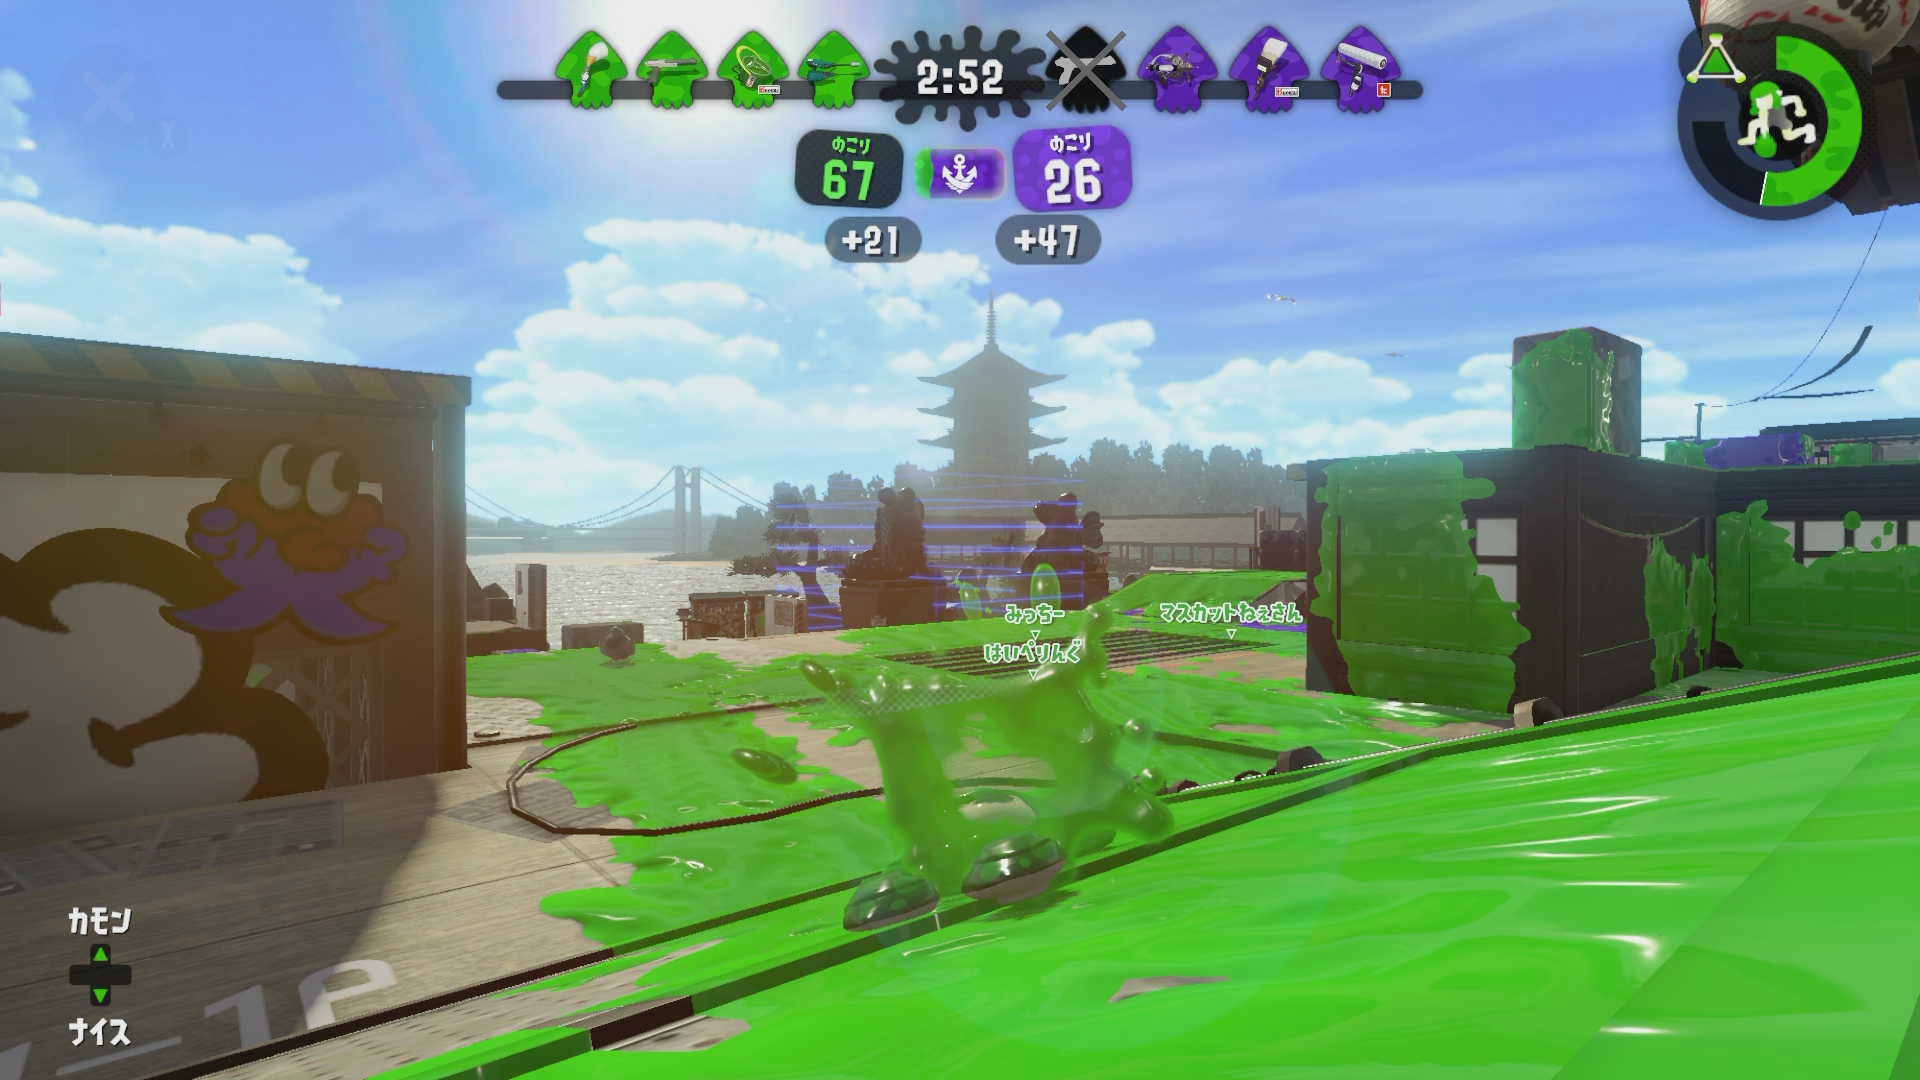 2:52
のこり
67
のこり
26
+21
+47
みっちー
マスカットねぇさん
はいぺりんぐ
カモン
ナイス